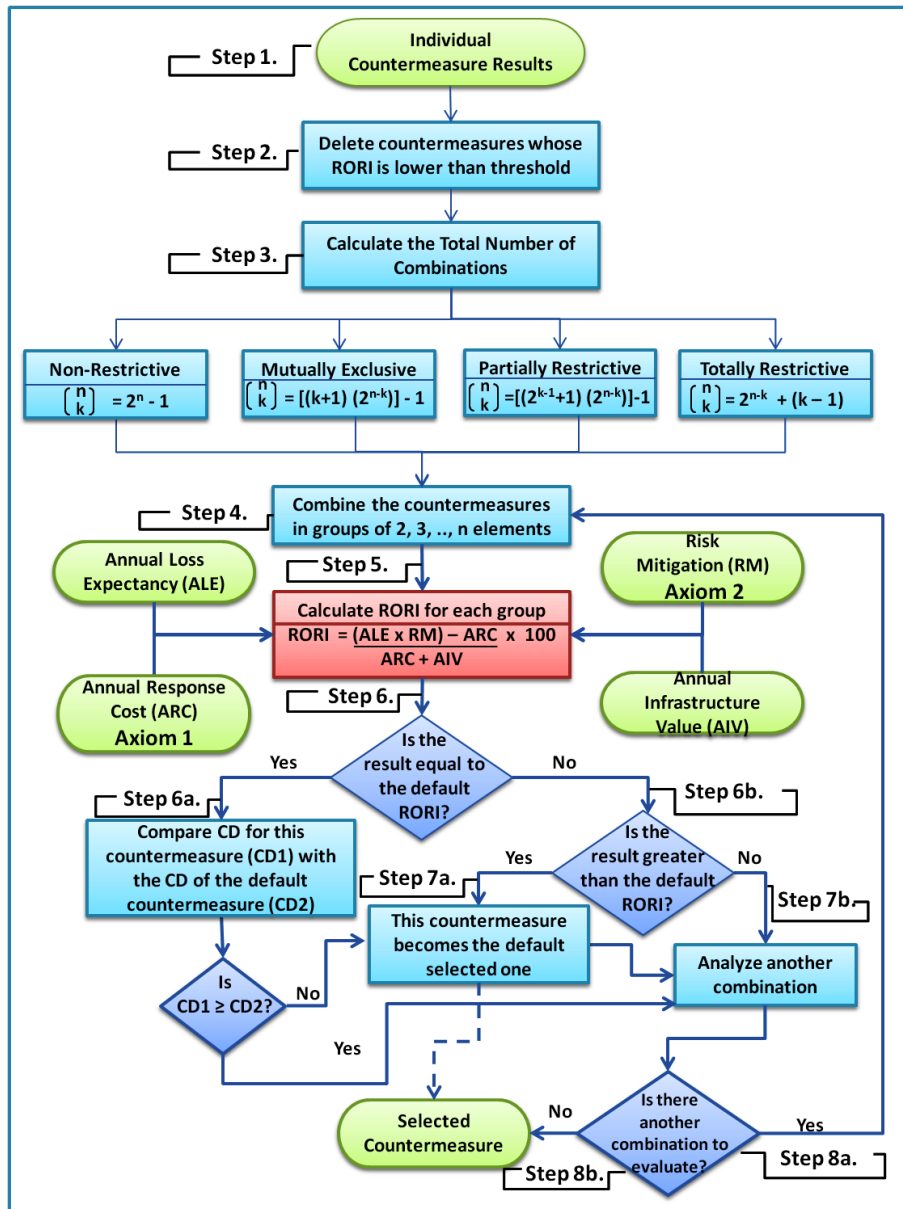 Step 1.
Individual
Countermeasure Results
Step 2.
Delete countermeasures whose
RORI is lower than threshold
Step 3.
Calculate the Total Number of
Combinations
Non-Restrictive
(n k) = 2ⁿ - 1
Mutually Exclusive
(n k) = [(k+1) (2ⁿ⁻ᵏ)] - 1
Partially Restrictive
(n k) =[(2ᵏ⁻¹+1) (2ⁿ⁻ᵏ)]-1
Totally Restrictive
(n k) = 2ⁿ⁻ᵏ + (k – 1)
Step 4.
Combine the countermeasures
in groups of 2, 3, .., n elements
Step 5.
Annual Loss
Expectancy (ALE)
Risk
Mitigation (RM)
Axiom 2
Calculate RORI for each group
RORI = (ALE x RM) – ARC x 100
ARC + AIV
Annual Response
Cost (ARC)
Axiom 1
Annual
Infrastructure
Value (AIV)
Step 6.
Is the
result equal to
the default
RORI?
Yes
No
Step 6a.
Step 6b.
Compare CD for this
countermeasure (CD1) with
the CD of the default
countermeasure (CD2)
Is the
result greater
than the default
RORI?
Yes
No
Step 7a.
Step 7b.
This countermeasure
becomes the default
selected one
Analyze another
combination
Is
CD1 ≥ CD2?
No
Yes
Is there
another
combination to
evaluate?
No
Yes
Selected
Countermeasure
Step 8b.
Step 8a.